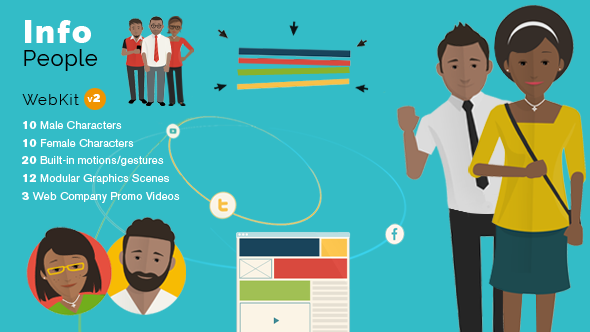 Info
People
WebKit v2
10 Male Characters
10 Female Characters
20 Built-in motions/gestures
12 Modular Graphics Scenes
3 Web Company Promo Videos